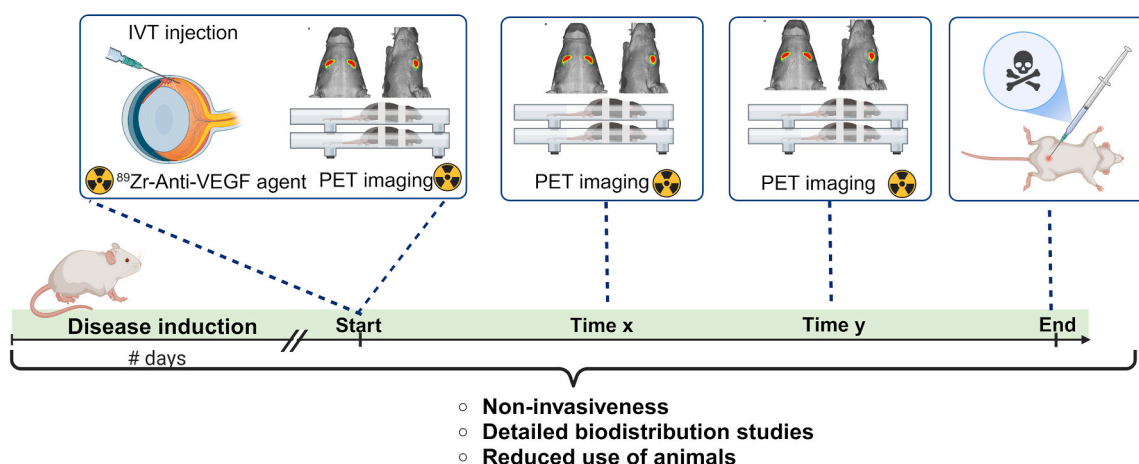 IVT injection
⁸⁹Zr-Anti-VEGF agent
PET imaging
PET imaging
PET imaging
Disease induction
Start
Time x
Time y
End
# days
○ Non-invasiveness
○ Detailed biodistribution studies
○ Reduced use of animals